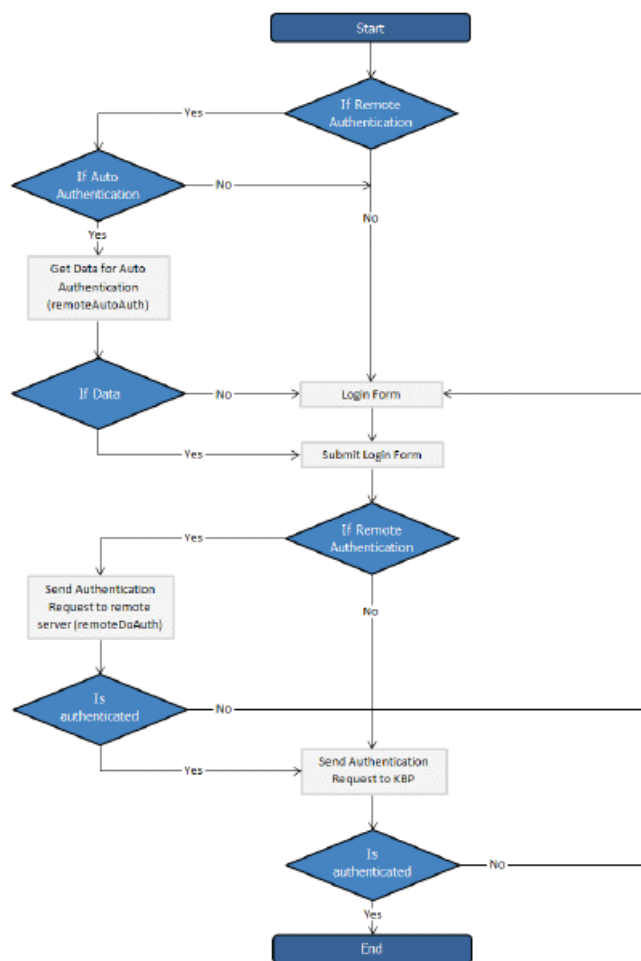 Start
If Remote
Authentication
Yes
If Auto
Authentication
No
No
Yes
Get Data for Auto
Authentication
(remoteAutoAuth)
If Data
No
Login Form
Yes
Submit Login Form
If Remote
Authentication
Yes
Send Authentication
Request to remote
server (remoteDoAuth)
No
Is
authenticated
No
Yes
Send Authentication
Request to KBP
Is
authenticated
No
Yes
End